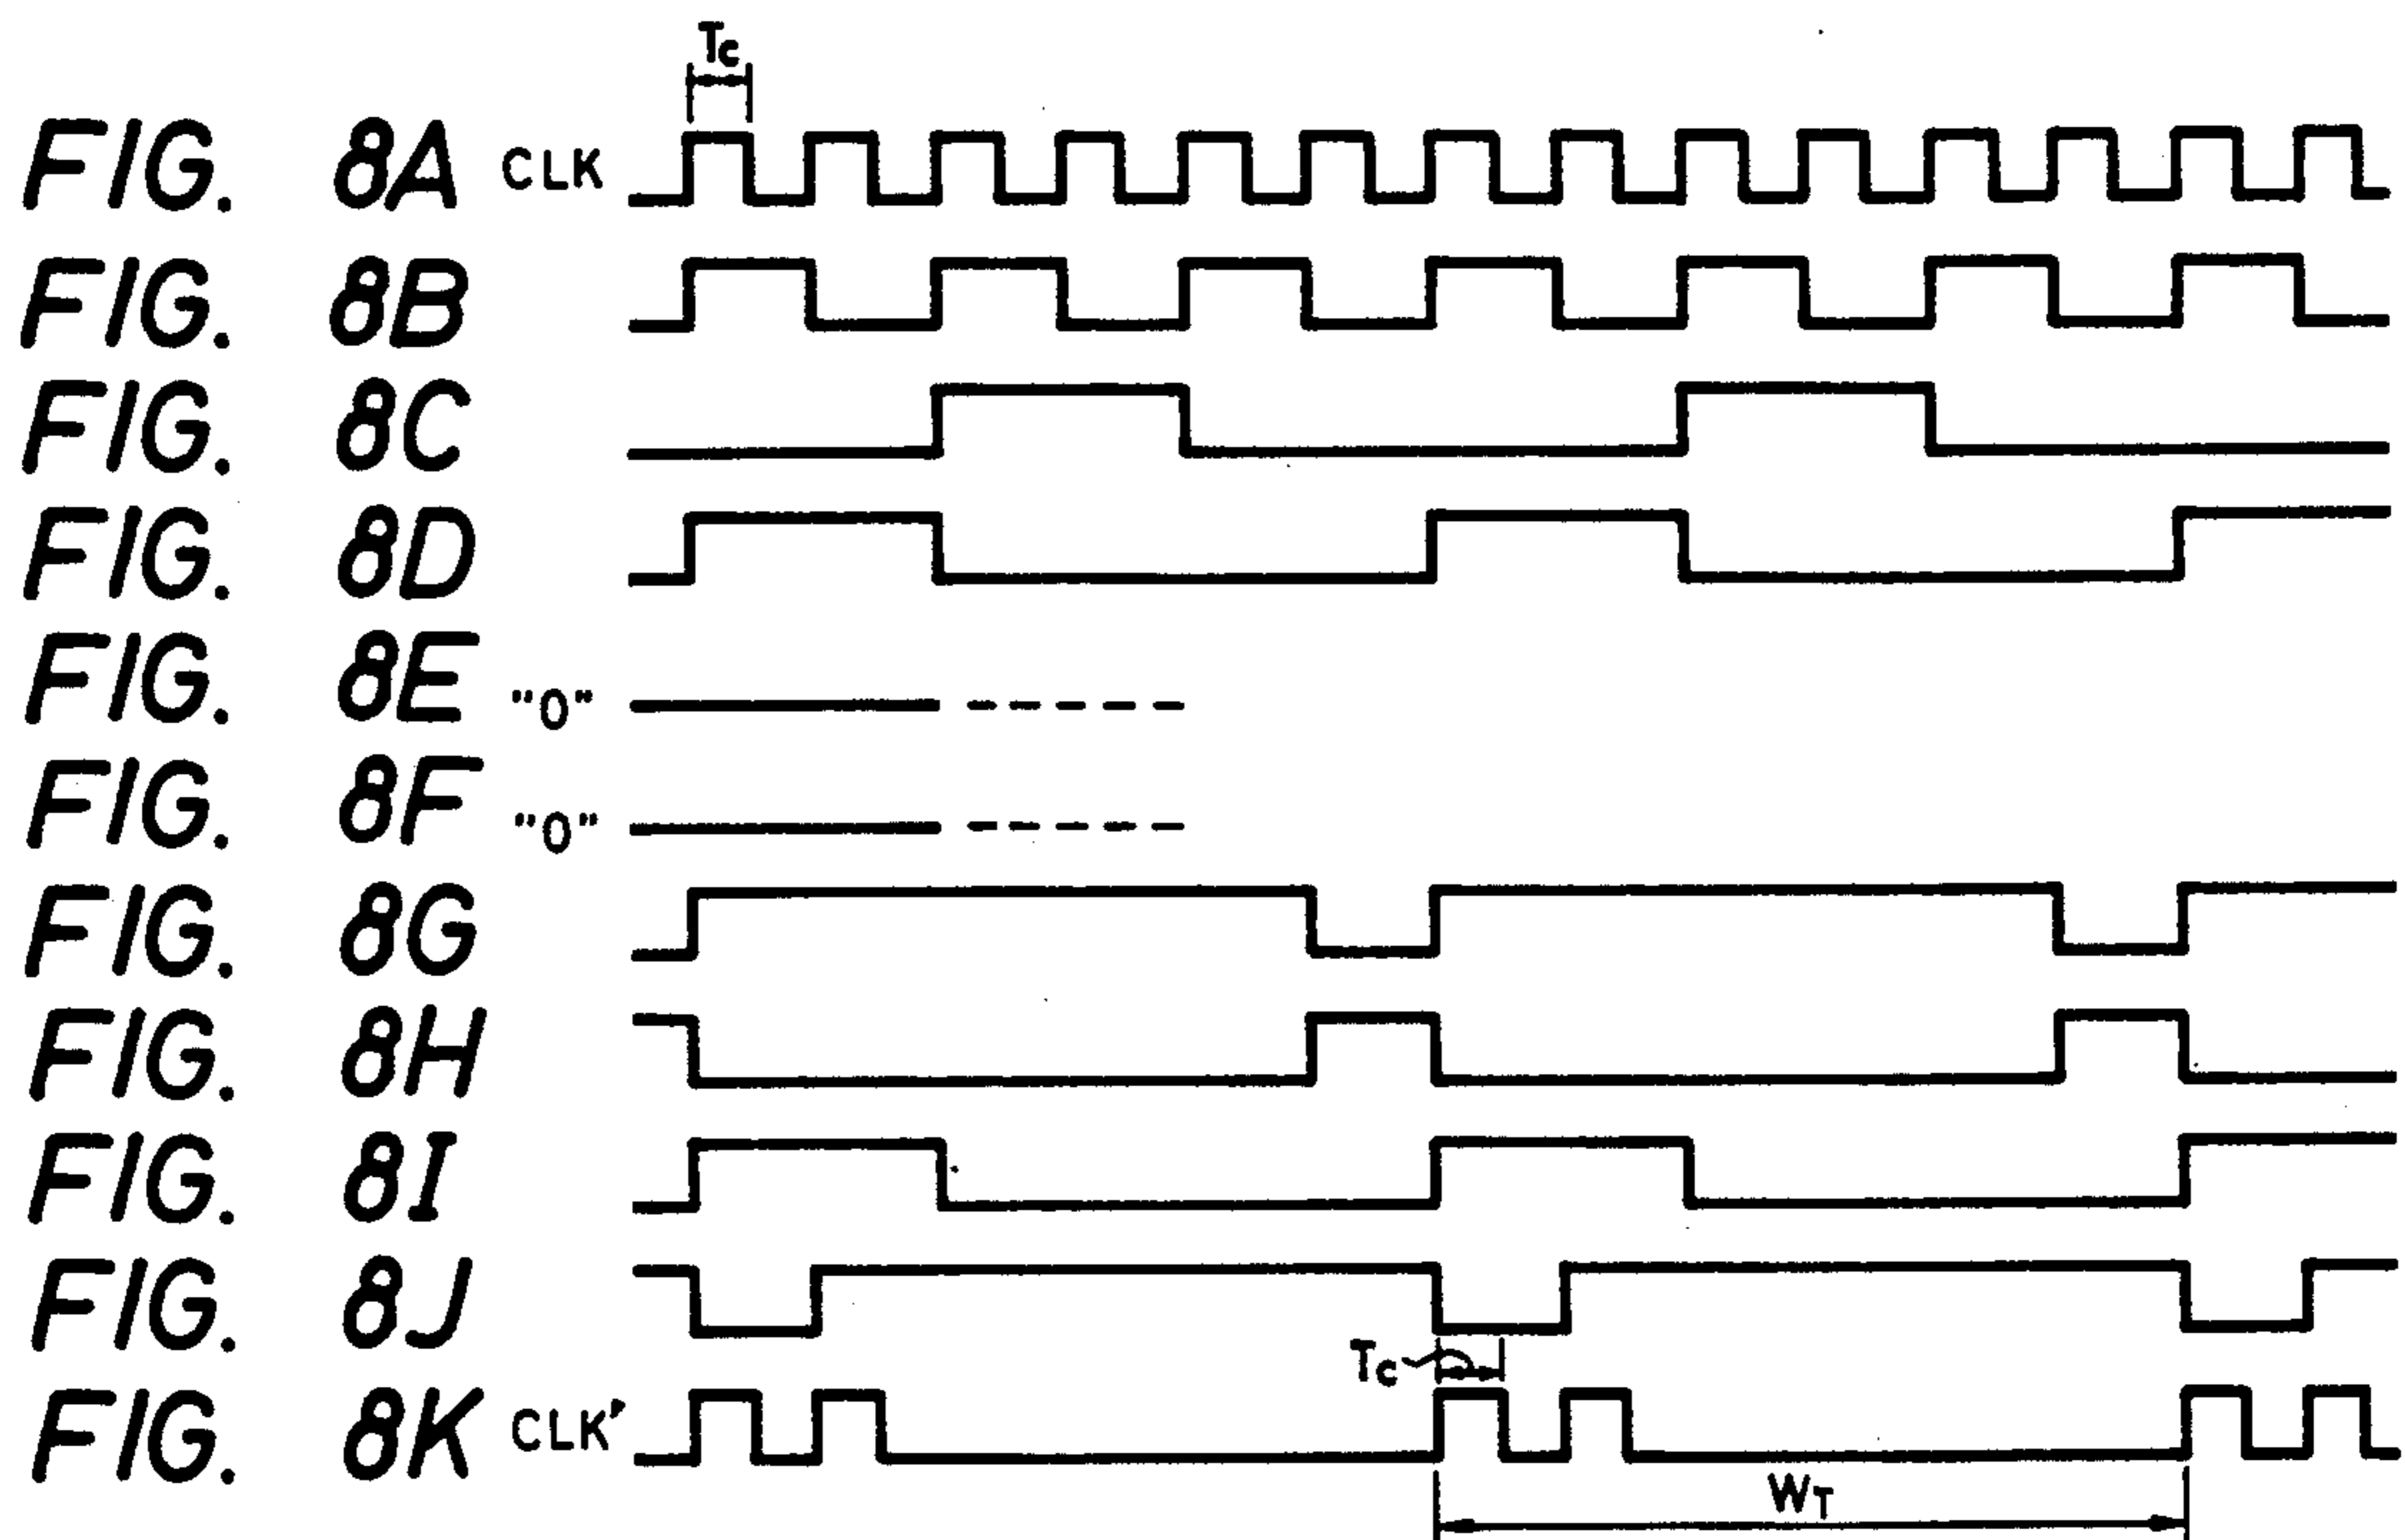 Tc
FIG. 8A CLK
FIG. 8B
FIG. 8C
FIG. 8D
FIG. 8E "0"
FIG. 8F "0"
FIG. 8G
FIG. 8H
FIG. 8I
FIG. 8J
Tc
FIG. 8K CLK'
WT